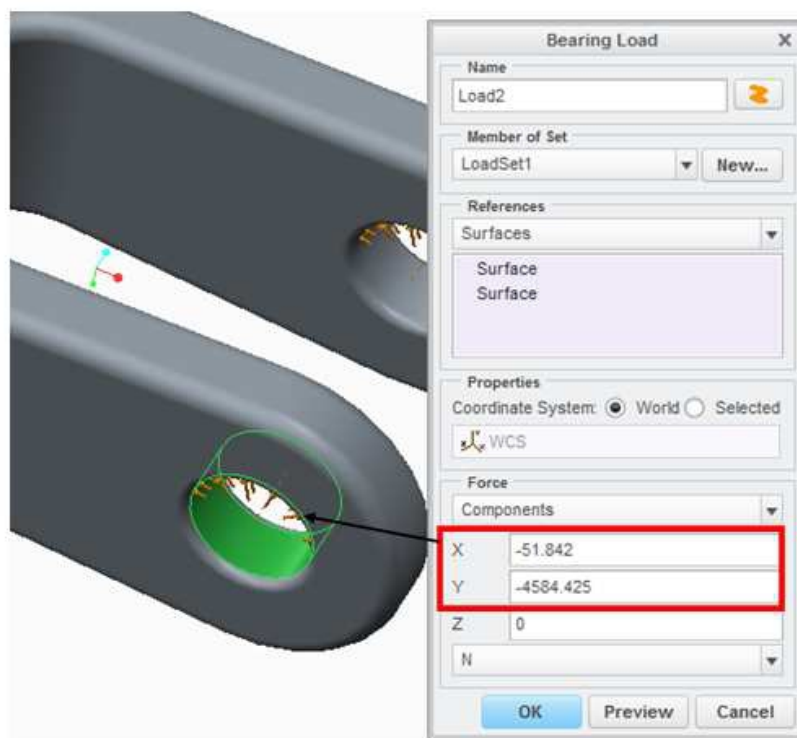 Bearing Load X
Name
Load2
Member of Set
LoadSet1 New...
References
Surfaces
Surface
Surface
Properties
Coordinate System: World Selected
WCS
Force
Components
X -51.842
Y -4584.425
Z 0
N
OK Preview Cancel